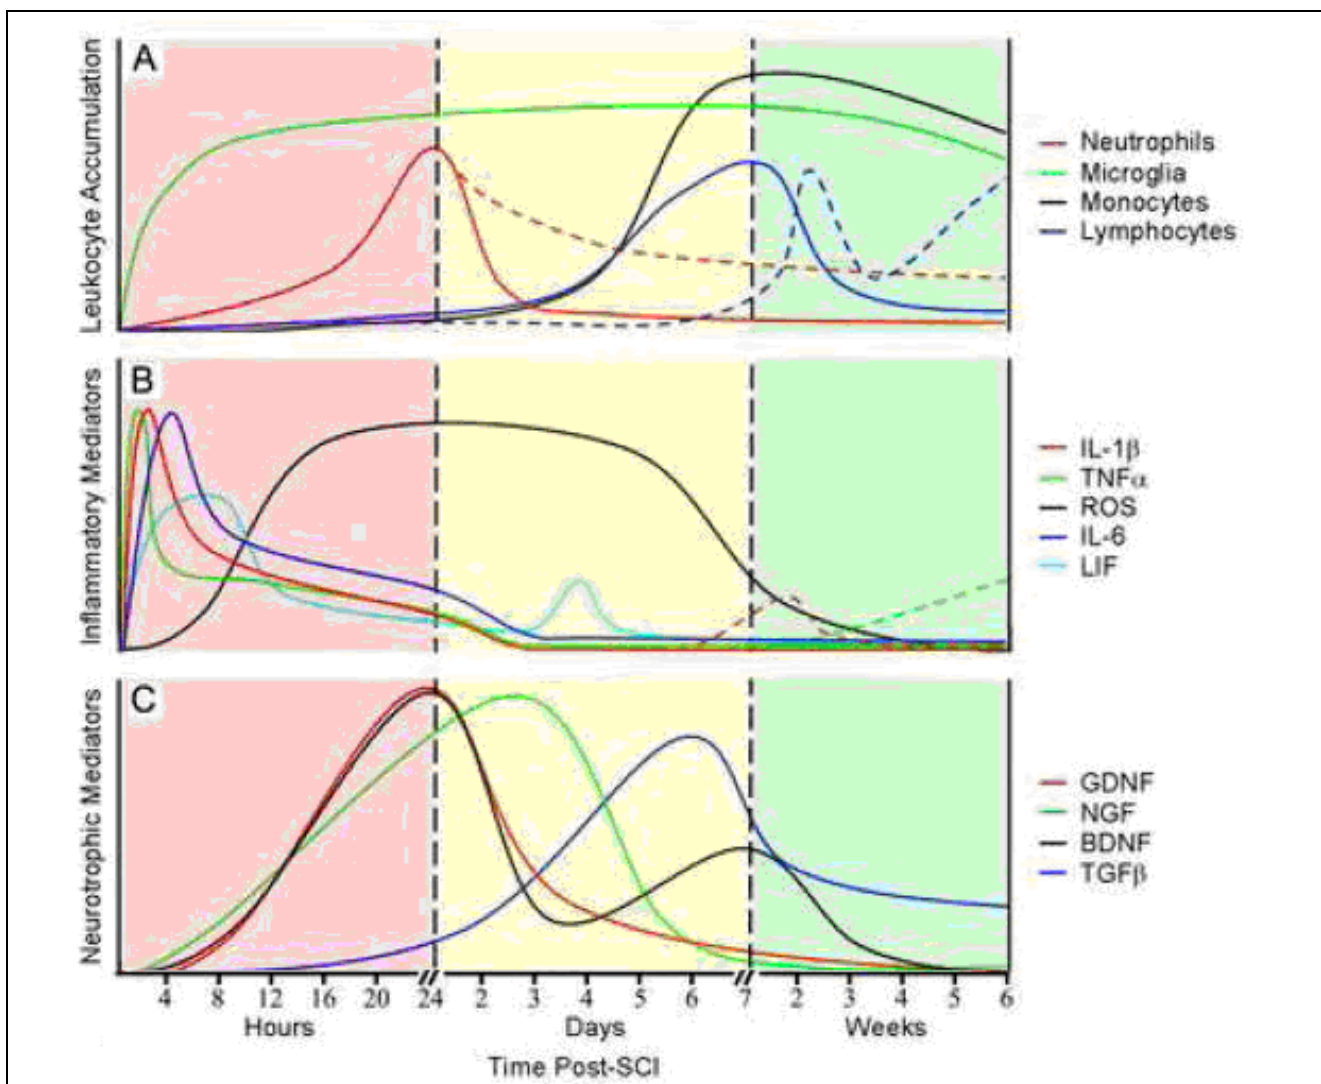 A
Leukocyte Accumulation
Neutrophils
Microglia
Monocytes
Lymphocytes
B
Inflammatory Mediators
IL-1β
TNFα
ROS
IL-6
LIF
C
Neurotrophic Mediators
GDNF
NGF
BDNF
TGFβ
4 8 12 16 20 24 2 3 4 5 6 7 2 3 4 5 6
Hours Days Weeks
Time Post-SCI